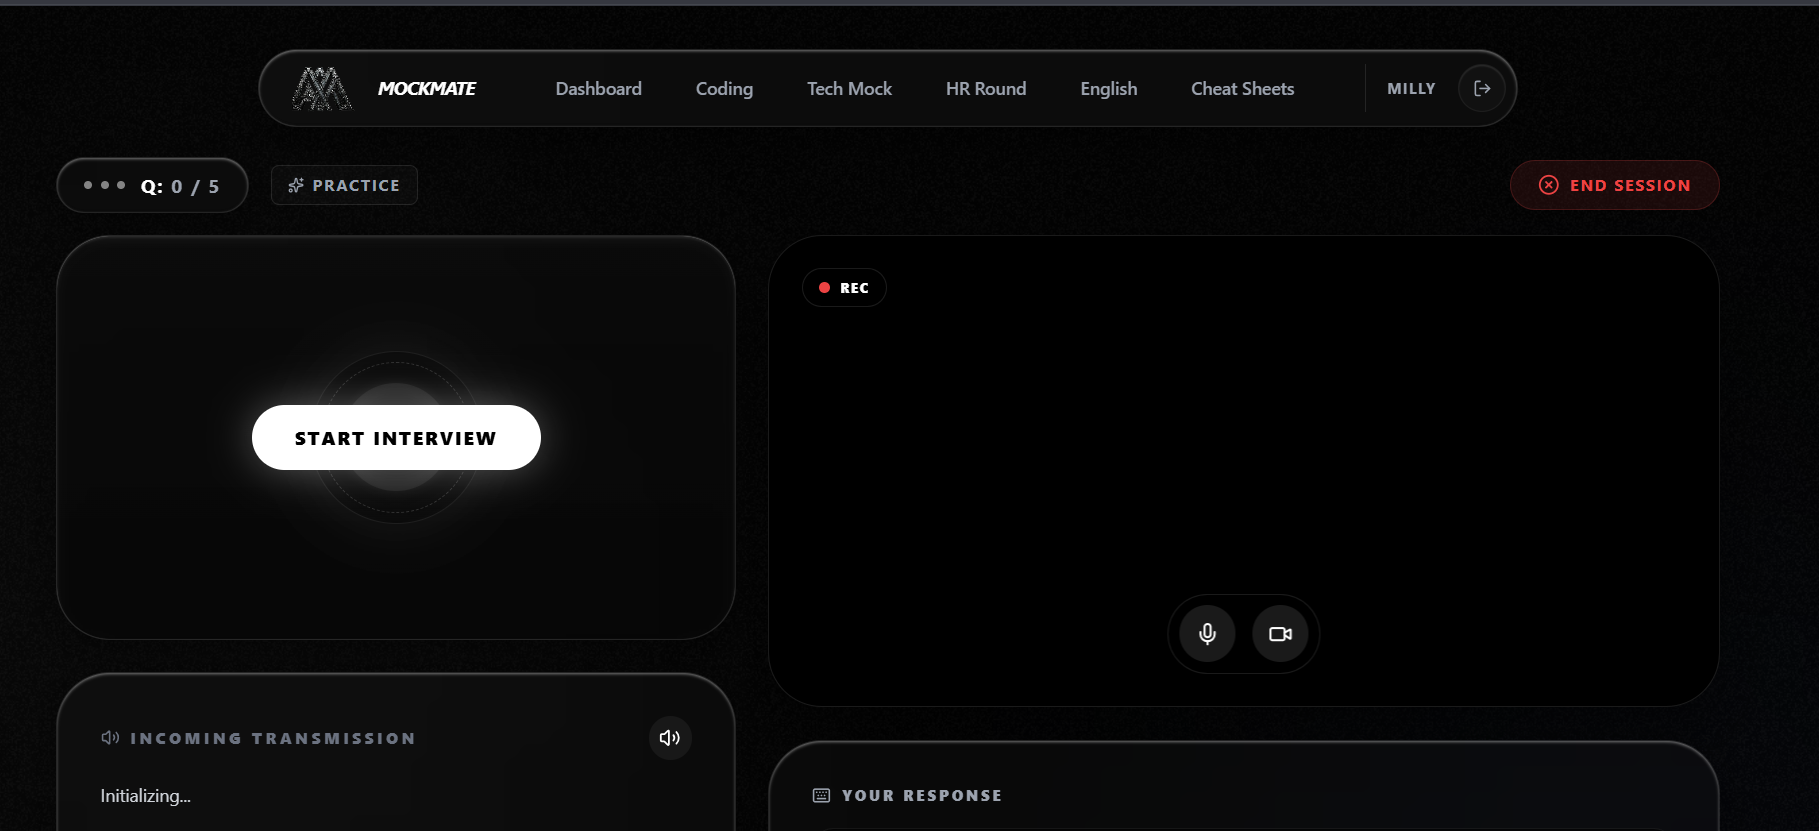 MOCKMATE Dashboard Coding Tech Mock HR Round English Cheat Sheets MILLY
Q: 0 / 5 PRACTICE END SESSION
REC
START INTERVIEW
INCOMING TRANSMISSION
Initializing...
YOUR RESPONSE